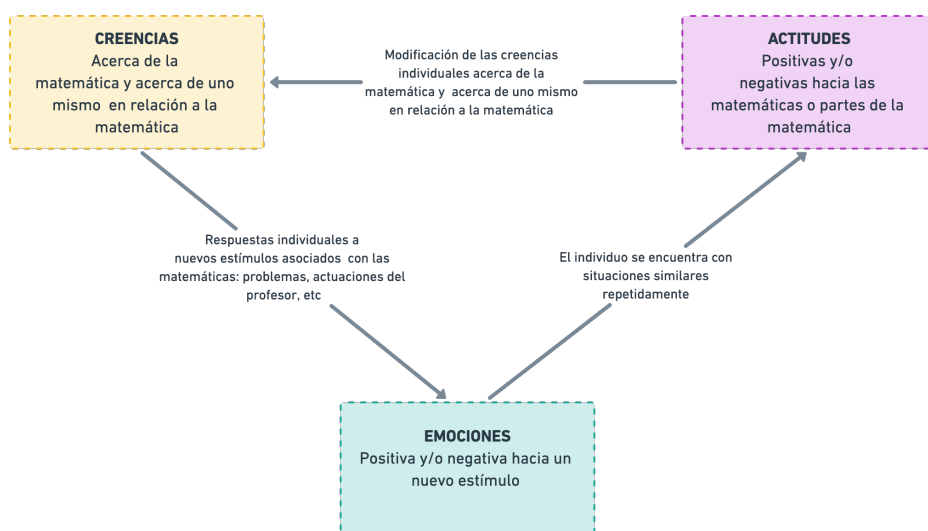 CREENCIAS
Acerca de la
matemática y acerca de uno
mismo en relación a la
matemática
Modificación de las creencias
individuales acerca de la
matemática y acerca de uno mismo
en relación a la matemática
ACTITUDES
Positivas y/o
negativas hacia las
matemáticas o partes de la
matemática
Respuestas individuales a
nuevos estímulos asociados con las
matemáticas: problemas, actuaciones del
profesor, etc
El individuo se encuentra con
situaciones similares
repetidamente
EMOCIONES
Positiva y/o negativa hacia un
nuevo estímulo